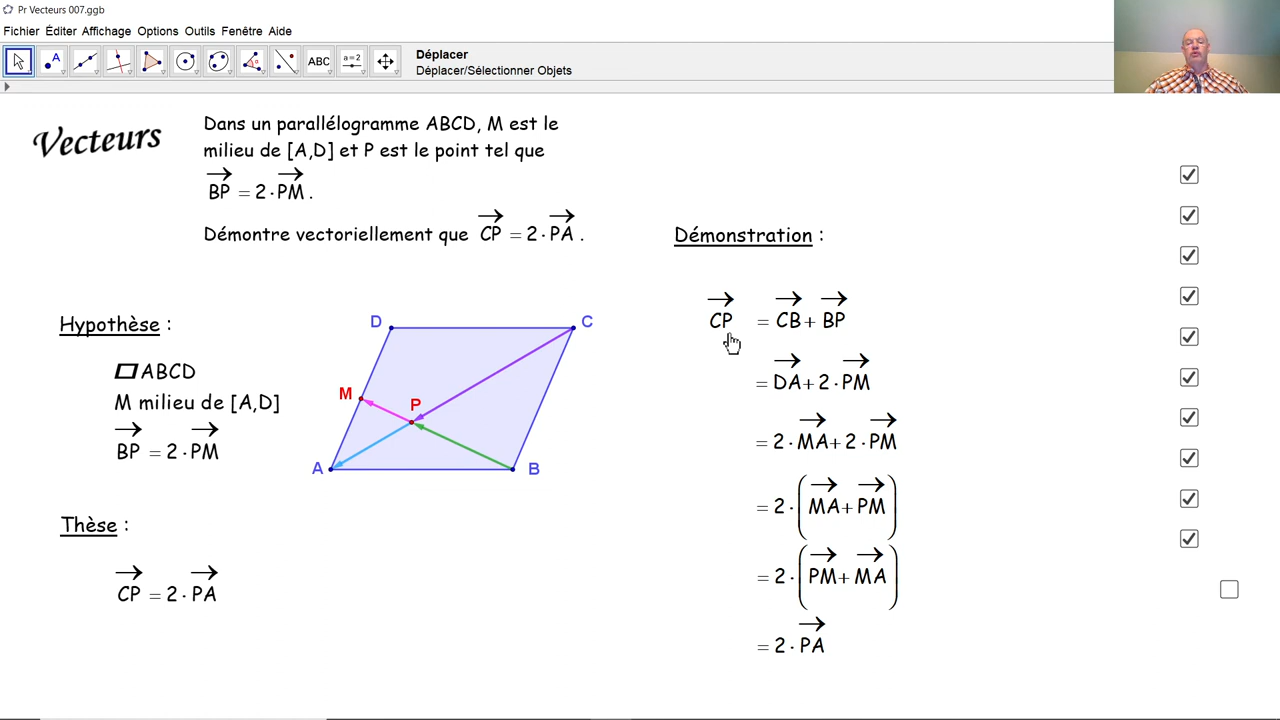 Pr Vecteurs 007.ggb
Fichier Éditer Affichage Options Outils Fenêtre Aide
A ABC a=2
Déplacer
Déplacer/Sélectionner Objets
Vecteurs
Dans un parallélogramme ABCD, M est le
milieu de [A,D] et P est le point tel que
BP = 2·PM.
Démontre vectoriellement que CP = 2·PA.
Hypothèse :
ABCD
M milieu de [A,D]
BP = 2·PM
Thèse :
CP = 2·PA
D C
M P
A B
Démonstration :
CP = CB + BP
= DA + 2·PM
= 2·MA + 2·PM
= 2·(MA + PM)
= 2·(PM + MA)
= 2·PA